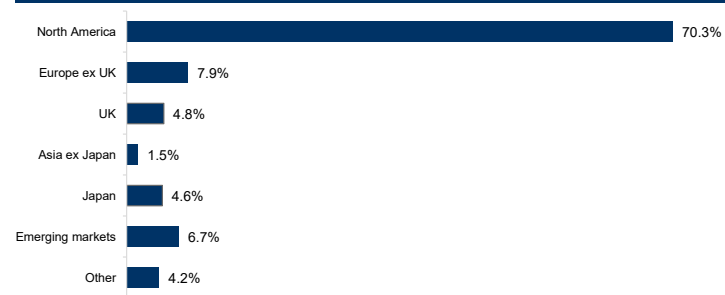 North America 70.3%
Europe ex UK 7.9%
UK 4.8%
Asia ex Japan 1.5%
Japan 4.6%
Emerging markets 6.7%
Other 4.2%